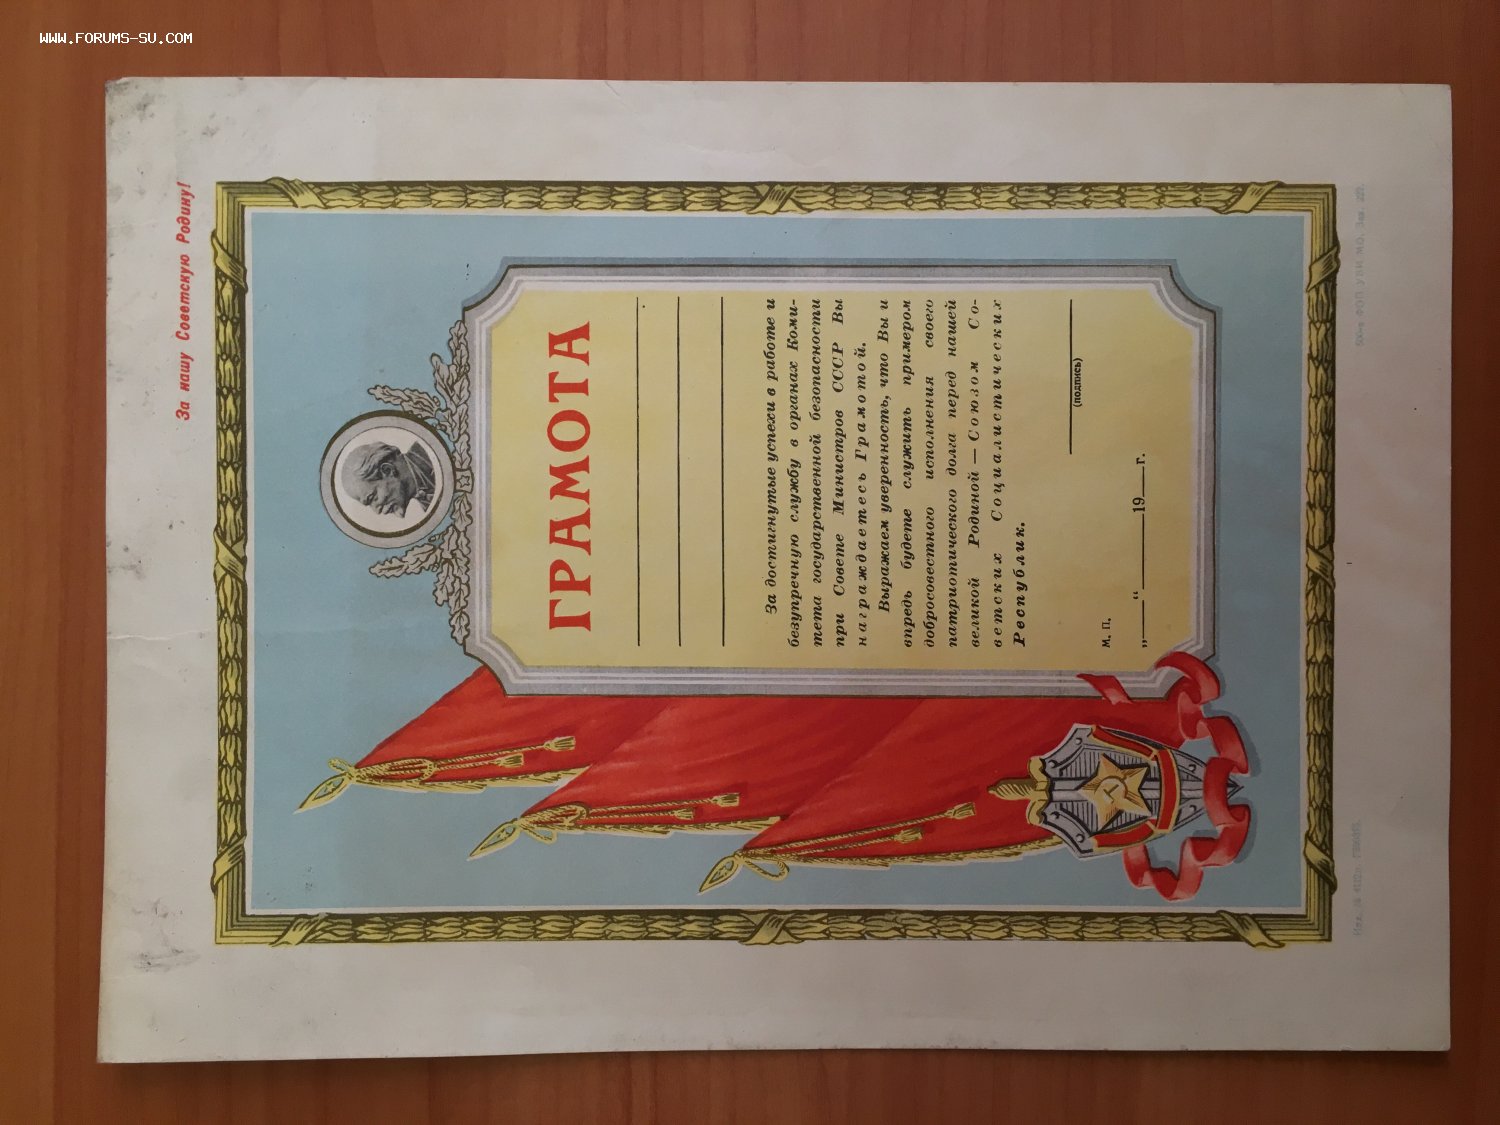 WWW.FORUMS-SU.COM
За нашу Советскую Родину!
ГРАМОТА
За достигнутые успехи в работе и
безупречную службу в органах Коми-
тета государственной безопасности
при Совете Министров СССР Вы
награждаетесь Грамотой.
Выражаем уверенность, что Вы и
впредь будете служить примером
добросовестного исполнения своего
патриотического долга перед нашей
великой Родиной — Союзом Со-
ветских Социалистических
Республик.
(подпись)
М. П.
„ “ 19 г.